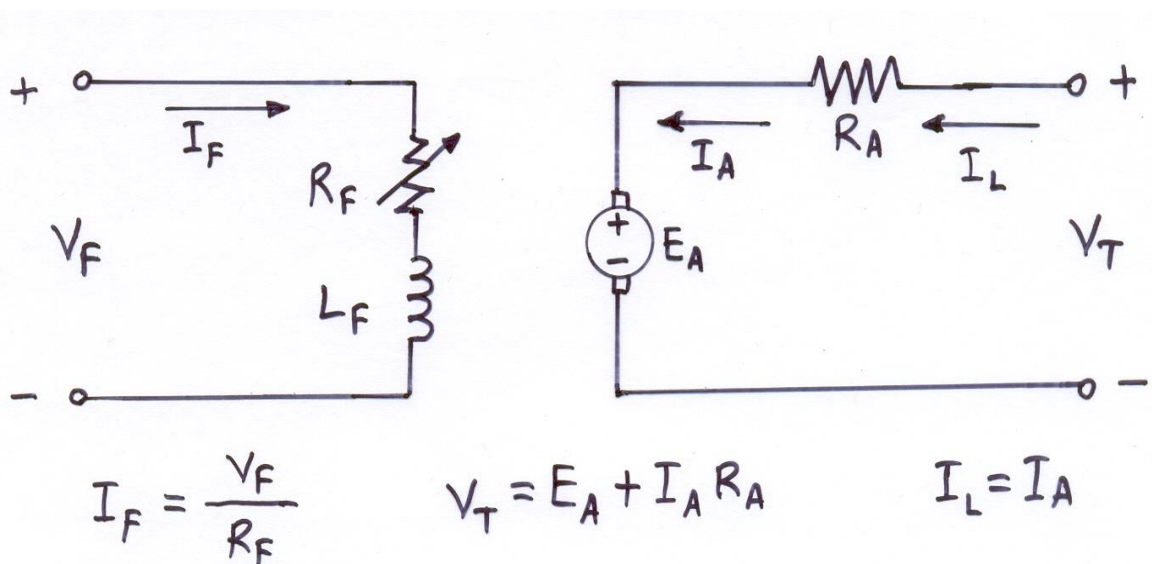 +
I_F
V_F
R_F
L_F
-
I_A
R_A
I_L
+
+
-
E_A
V_T
-
I_F = V_F / R_F
V_T = E_A + I_A R_A
I_L = I_A